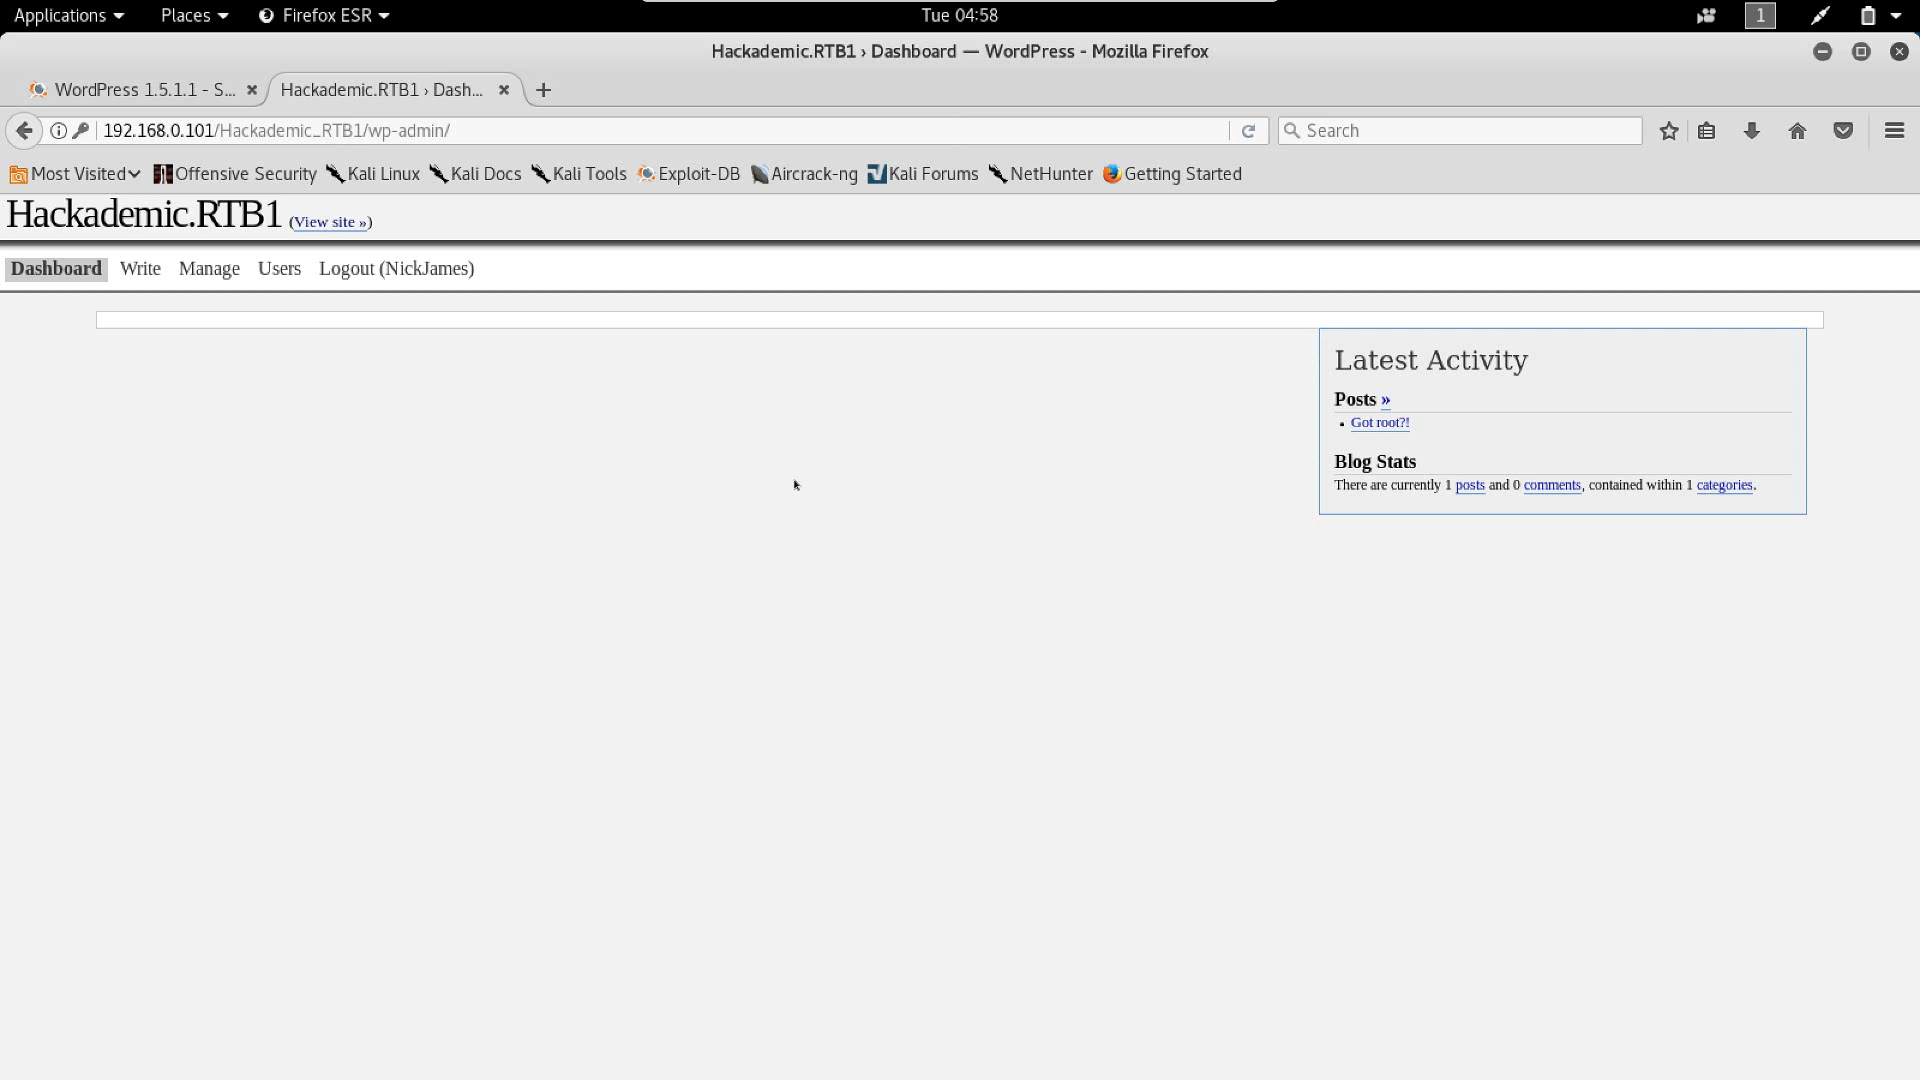 Applications Places Firefox ESR Tue 04:58 1
Hackademic.RTB1 › Dashboard — WordPress - Mozilla Firefox
WordPress 1.5.1.1 - S... Hackademic.RTB1 › Dash...
192.168.0.101/Hackademic_RTB1/wp-admin/ Search
Most Visited Offensive Security Kali Linux Kali Docs Kali Tools Exploit-DB Aircrack-ng Kali Forums NetHunter Getting Started
Hackademic.RTB1 (View site »)
Dashboard Write Manage Users Logout (NickJames)
Latest Activity
Posts »
Got root?!
Blog Stats
There are currently 1 posts and 0 comments, contained within 1 categories.